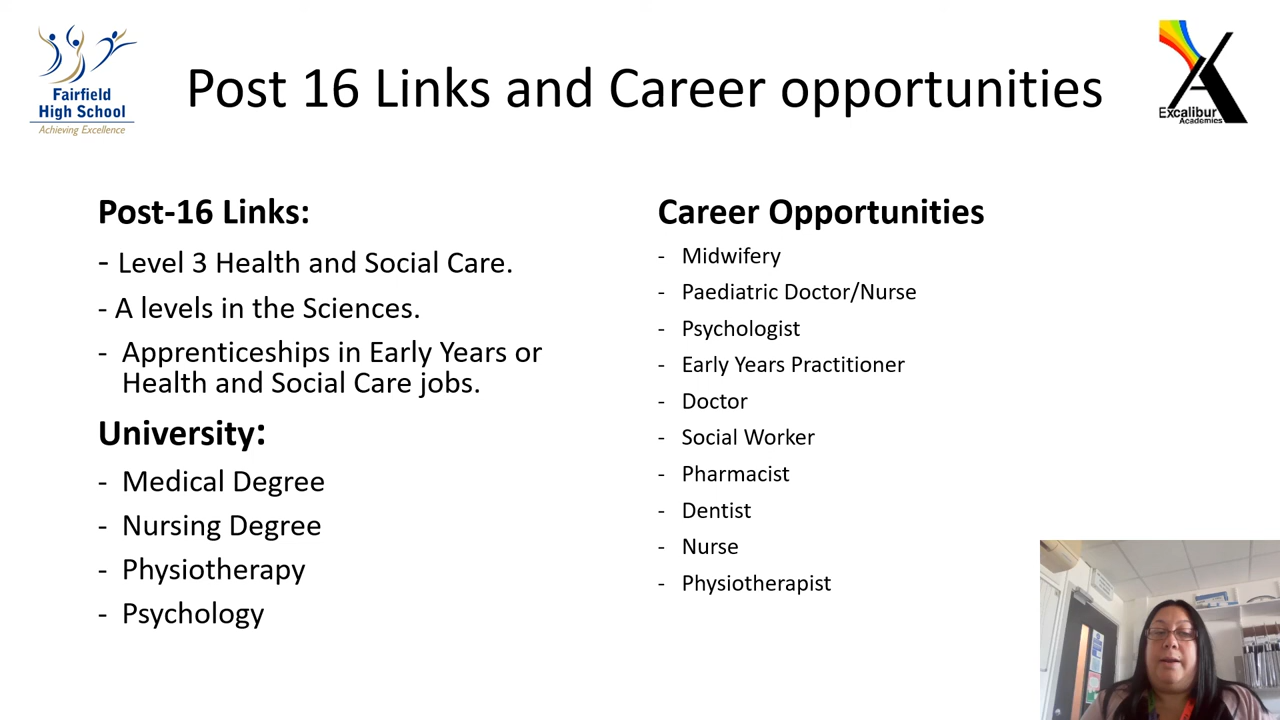 Fairfield
High School
Achieving Excellence
Post 16 Links and Career opportunities
Excalibur
Academies
Post-16 Links:
- Level 3 Health and Social Care.
- A levels in the Sciences.
- Apprenticeships in Early Years or
Health and Social Care jobs.
University:
- Medical Degree
- Nursing Degree
- Physiotherapy
- Psychology
Career Opportunities
- Midwifery
- Paediatric Doctor/Nurse
- Psychologist
- Early Years Practitioner
- Doctor
- Social Worker
- Pharmacist
- Dentist
- Nurse
- Physiotherapist